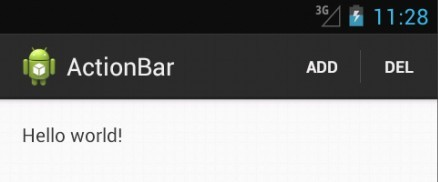 3G 11:28
ActionBar ADD DEL
Hello world!